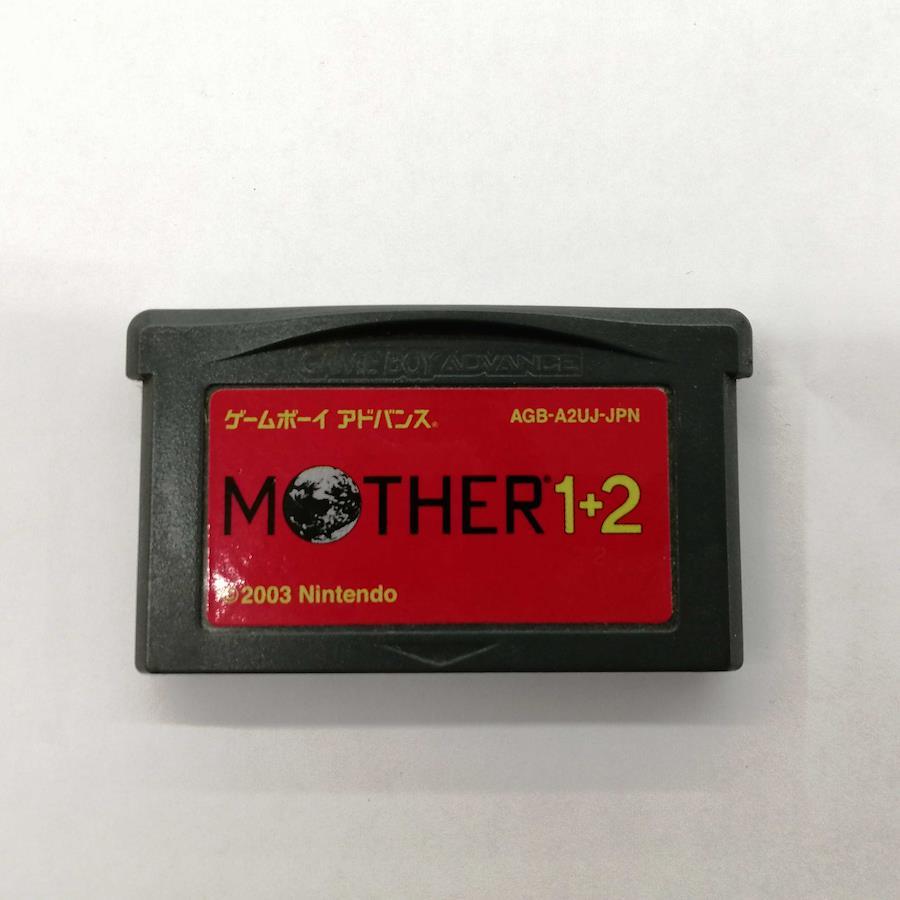 GAME BOY ADVANCE
ゲームボーイ アドバンス® AGB-A2UJ-JPN
MOTHER® 1+2
2
©2003 Nintendo